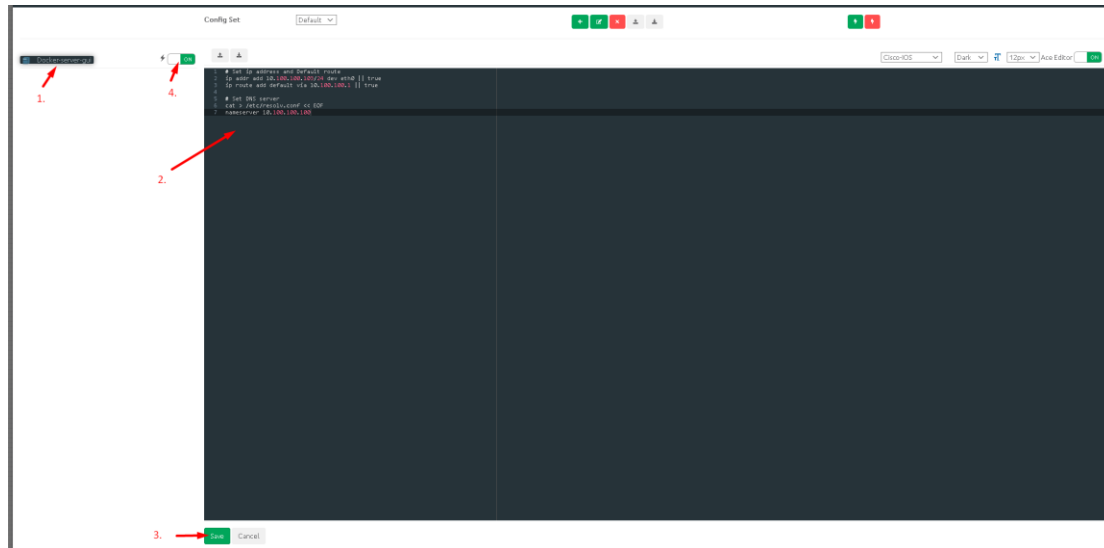 Config Set Default
Docker-server-gui ON Cisco-IOS Dark 12px Ace Editor ON
1. 4.
1 # Set ip address and Default route
2 ip addr add 10.100.100.101/24 dev eth0 || true
3 ip route add default via 10.100.100.1 || true
4
5 # Set DNS server
6 cat > /etc/resolv.conf << EOF
7 nameserver 10.100.100.100
2.
3. Save Cancel